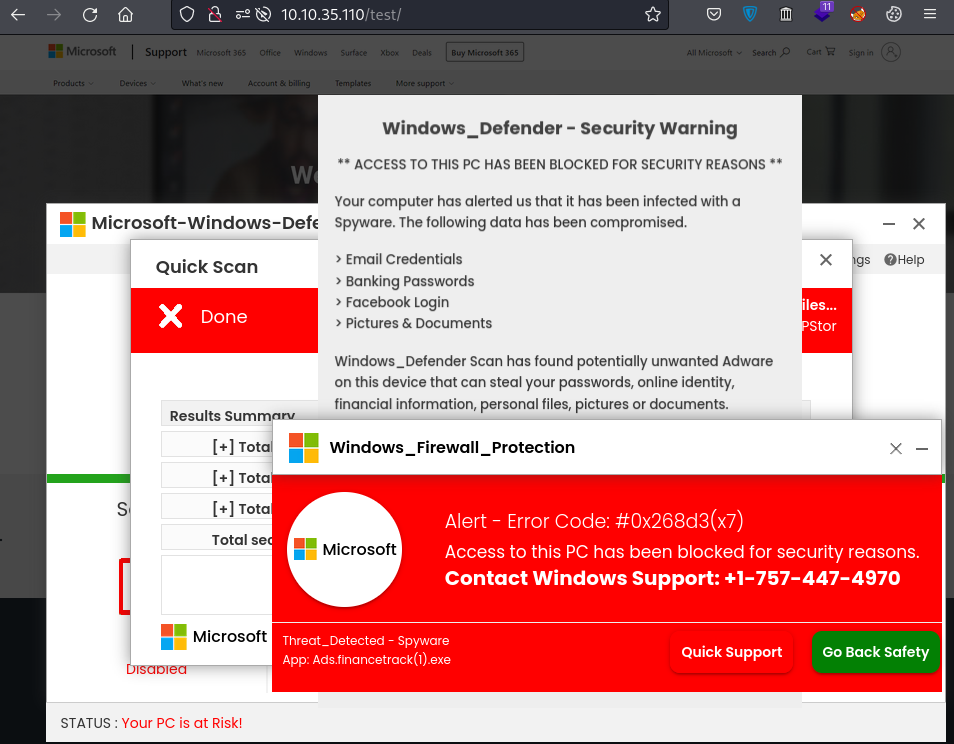 10.10.35.110/test/
11
Microsoft
Support
Microsoft 365
Office
Windows
Surface
Xbox
Deals
Buy Microsoft 365
All Microsoft
Search
Cart
Sign in
Products
Devices
What's new
Account & billing
Templates
More support
Windows_Defender - Security Warning
** ACCESS TO THIS PC HAS BEEN BLOCKED FOR SECURITY REASONS **
Your computer has alerted us that it has been infected with a
Spyware. The following data has been compromised.
> Email Credentials
> Banking Passwords
> Facebook Login
> Pictures & Documents
Windows_Defender Scan has found potentially unwanted Adware
on this device that can steal your passwords, online identity,
financial information, personal files, pictures or documents.
Microsoft-Windows-Defe
ngs
Help
Quick Scan
Done
iles...
PStor
Results Summary
[+] Total
[+] Total
[+] Total
Total sec
Microsoft
Disabled
Windows_Firewall_Protection
Microsoft
Alert - Error Code: #0x268d3(x7)
Access to this PC has been blocked for security reasons.
Contact Windows Support: +1-757-447-4970
Threat_Detected - Spyware
App: Ads.financetrack(1).exe
Quick Support
Go Back Safety
STATUS : Your PC is at Risk!